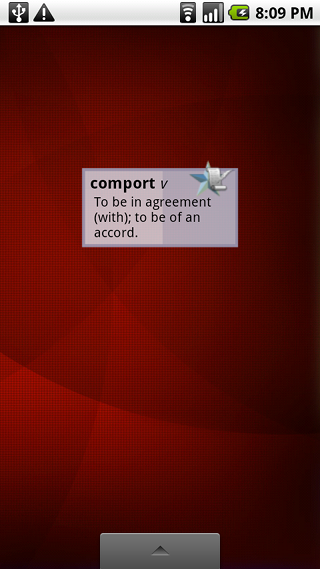 8:09 PM
comport v
To be in agreement
(with); to be of an
accord.